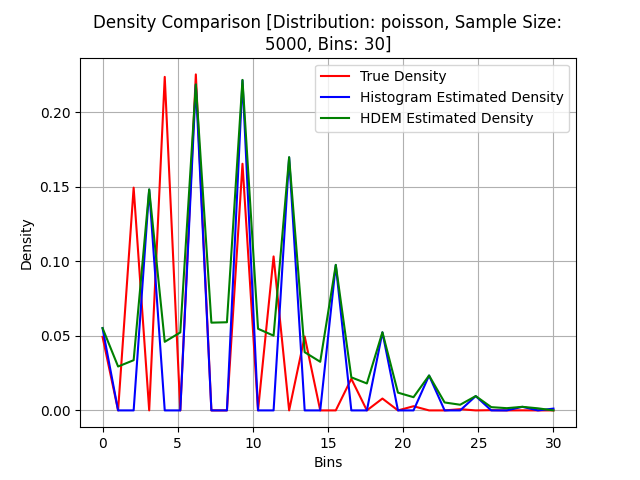 Density Comparison [Distribution: poisson, Sample Size:
5000, Bins: 30]
True Density
Histogram Estimated Density
HDEM Estimated Density
Density
0.20
0.15
0.10
0.05
0.00
0 5 10 15 20 25 30
Bins